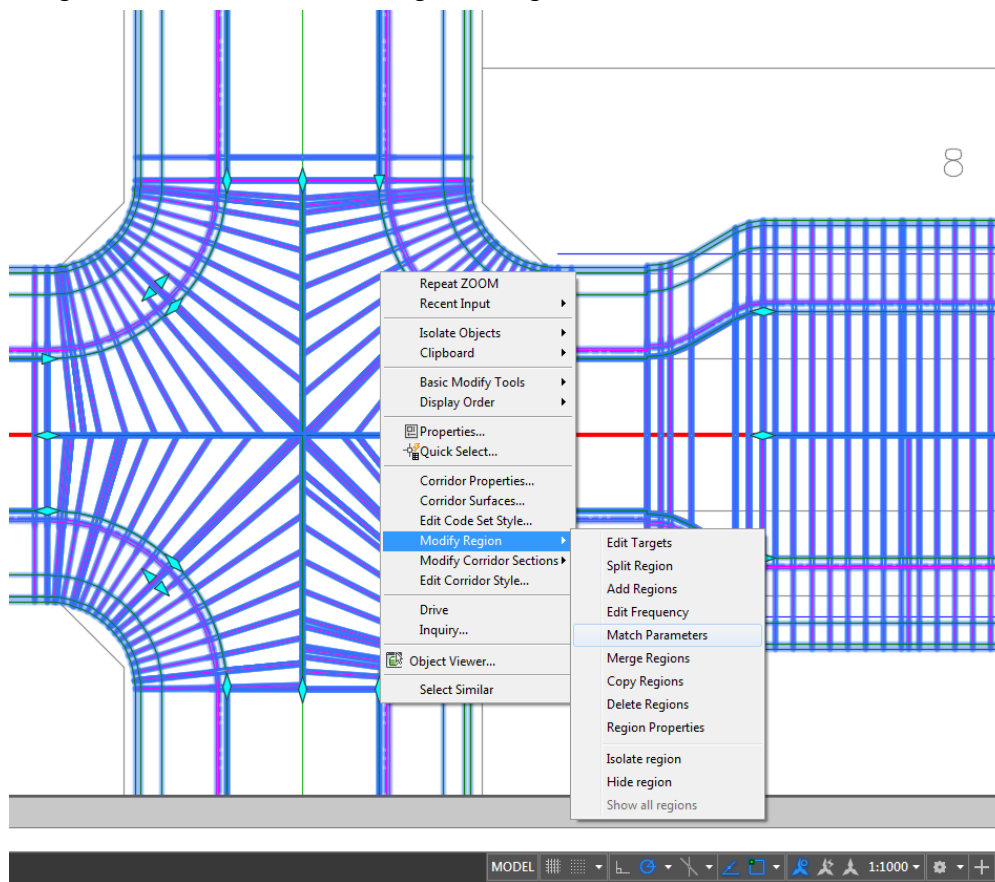 8
Repeat ZOOM
Recent Input
Isolate Objects
Clipboard
Basic Modify Tools
Display Order
Properties...
Quick Select...
Corridor Properties...
Corridor Surfaces...
Edit Code Set Style...
Modify Region
Modify Corridor Sections
Edit Corridor Style...
Drive
Inquiry...
Object Viewer...
Select Similar
Edit Targets
Split Region
Add Regions
Edit Frequency
Match Parameters
Merge Regions
Copy Regions
Delete Regions
Region Properties
Isolate region
Hide region
Show all regions
MODEL 1:1000